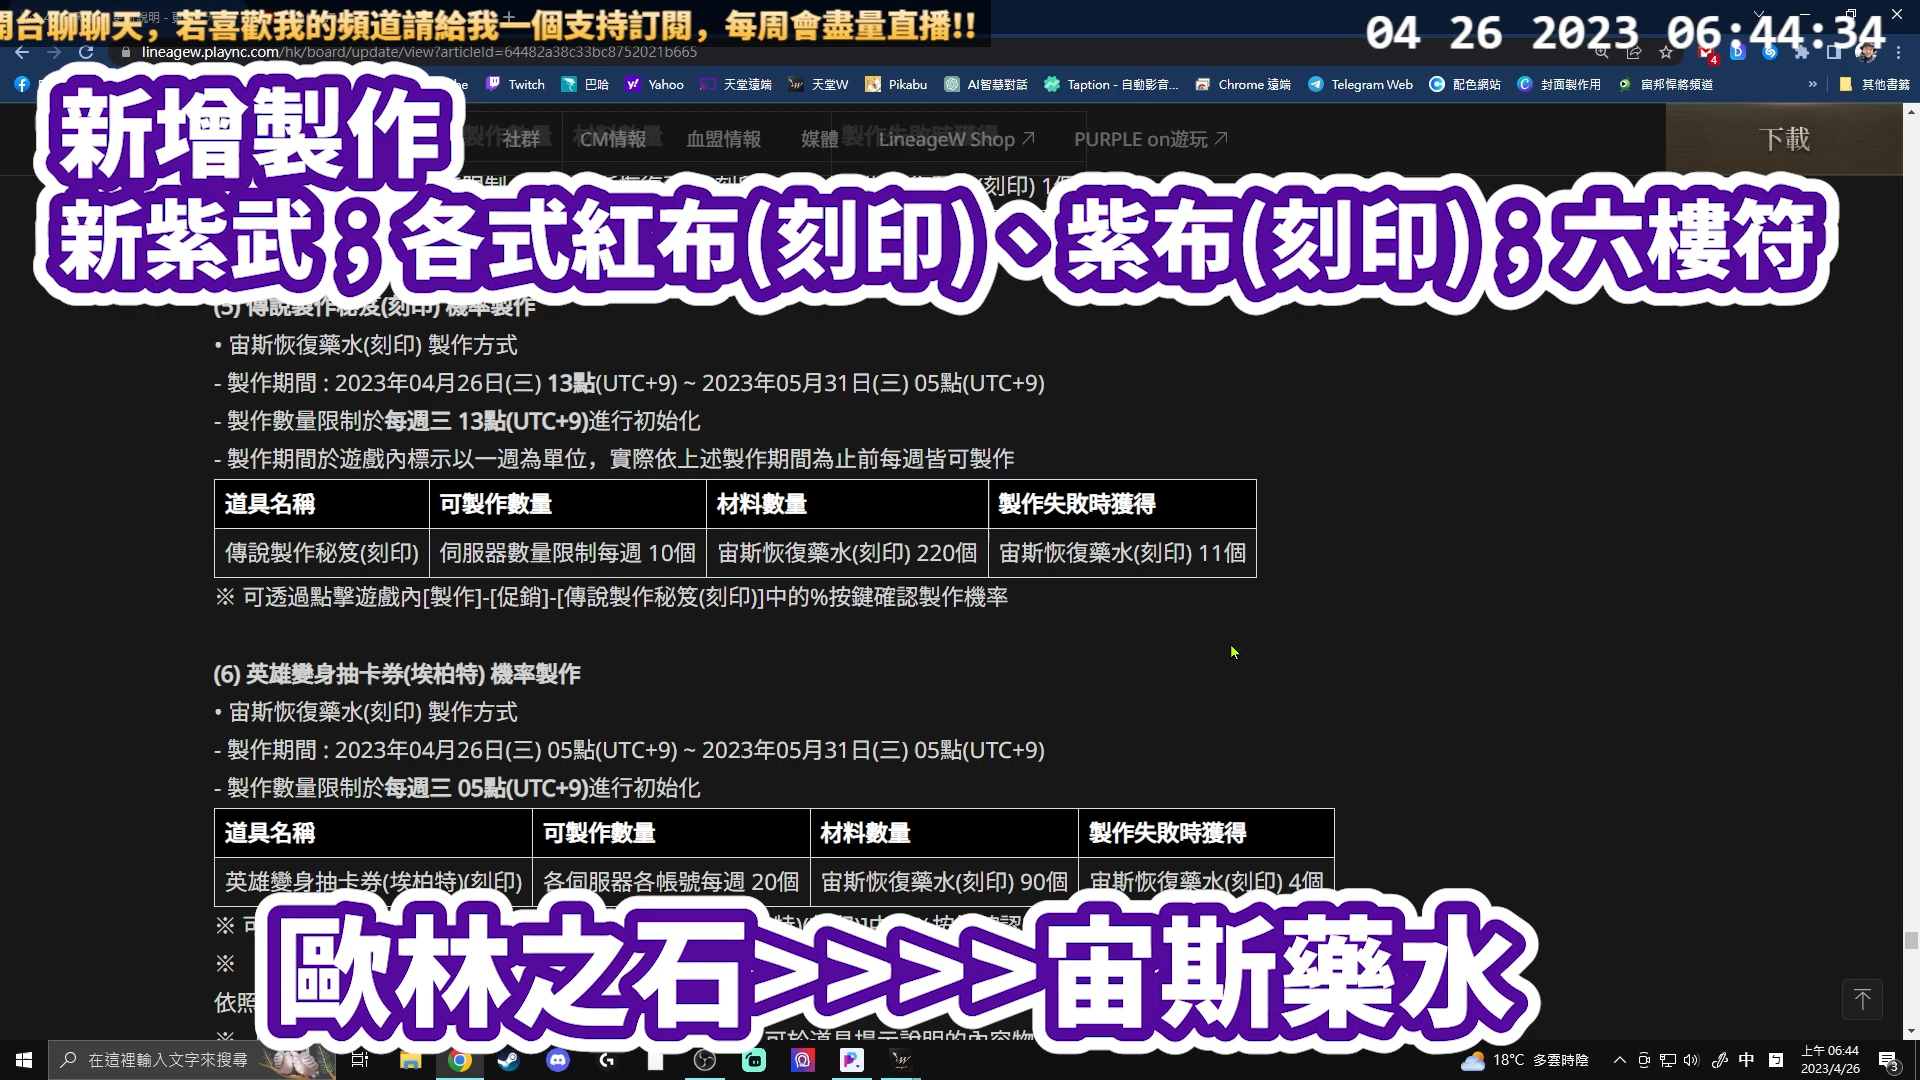 開台聊聊天，若喜歡我的頻道請給我一個支持訂閱，每周會盡量直播!!
04 26 2023 06:44:34
lineagew.plaync.com/hk/board/update/view?articleId=64482a38c33bc8752021b665
Twitch 巴哈 Yahoo 天堂遠端 天堂W Pikabu AI智慧對話 Taption - 自動影音... Chrome 遠端 Telegram Web 配色網站 封面製作用 富邦悍將頻道 » 其他書籤
社群 CM情報 血盟情報 媒體 LineageW Shop PURPLE on遊玩 下載
新增製作
新紫武；各式紅布(刻印)、紫布(刻印)；六樓符
(5) 傳說製作秘笈(刻印) 機率製作
• 宙斯恢復藥水(刻印) 製作方式
- 製作期間 : 2023年04月26日(三) 13點(UTC+9) ~ 2023年05月31日(三) 05點(UTC+9)
- 製作數量限制於每週三 13點(UTC+9)進行初始化
- 製作期間於遊戲內標示以一週為單位，實際依上述製作期間為止前每週皆可製作
道具名稱 可製作數量 材料數量 製作失敗時獲得
傳說製作秘笈(刻印) 伺服器數量限制每週 10個 宙斯恢復藥水(刻印) 220個 宙斯恢復藥水(刻印) 11個
※ 可透過點擊遊戲內[製作]-[促銷]-[傳說製作秘笈(刻印)]中的%按鍵確認製作機率
(6) 英雄變身抽卡券(埃柏特) 機率製作
• 宙斯恢復藥水(刻印) 製作方式
- 製作期間 : 2023年04月26日(三) 05點(UTC+9) ~ 2023年05月31日(三) 05點(UTC+9)
- 製作數量限制於每週三 05點(UTC+9)進行初始化
道具名稱 可製作數量 材料數量 製作失敗時獲得
英雄變身抽卡券(埃柏特)(刻印) 各伺服器各帳號每週 20個 宙斯恢復藥水(刻印) 90個 宙斯恢復藥水(刻印) 4個
※ 可
※
依照
歐林之石>>>>宙斯藥水
在這裡輸入文字來搜尋
18°C 多雲時陰
中
上午 06:44
2023/4/26
3